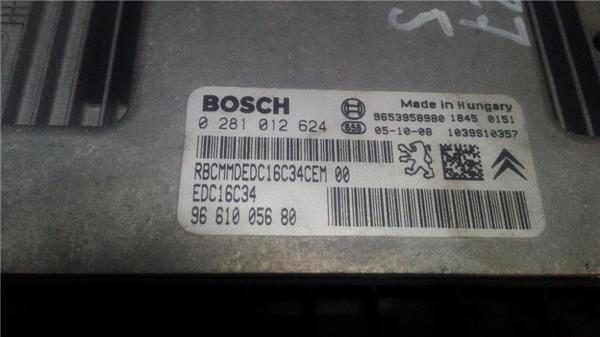 BOSCH
0 281 012 624
658
Made in Hungary
9653958980 1845 0151
05-10-08 1039S10357
RBCMMDEDC16C34CEM 00
EDC16C34
96 610 056 80